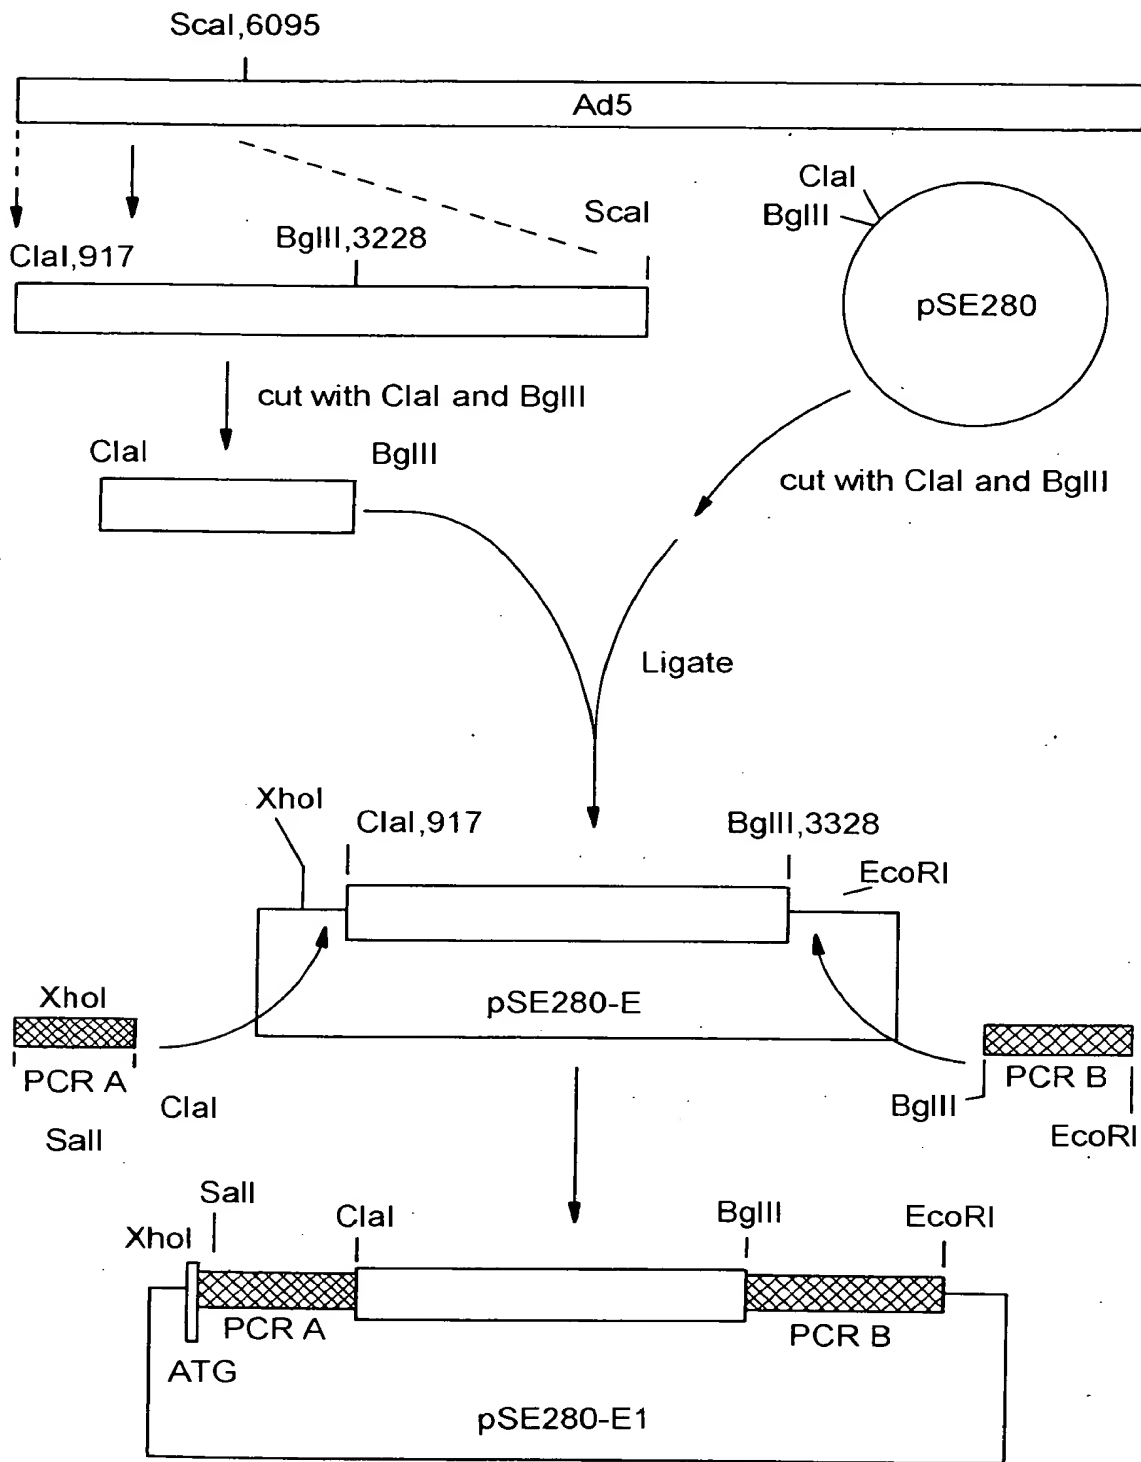 ScaI,6095
Ad5
ScaI
ClaI
BglII
ClaI,917
BglII,3228
pSE280
cut with ClaI and BglII
ClaI
BglII
cut with ClaI and BglII
Ligate
XhoI
ClaI,917
BglII,3328
EcoRI
XhoI
pSE280-E
PCR A
PCR B
ClaI
BglII
SalI
EcoRI
SalI
ClaI
BglII
EcoRI
XhoI
PCR A
PCR B
ATG
pSE280-E1